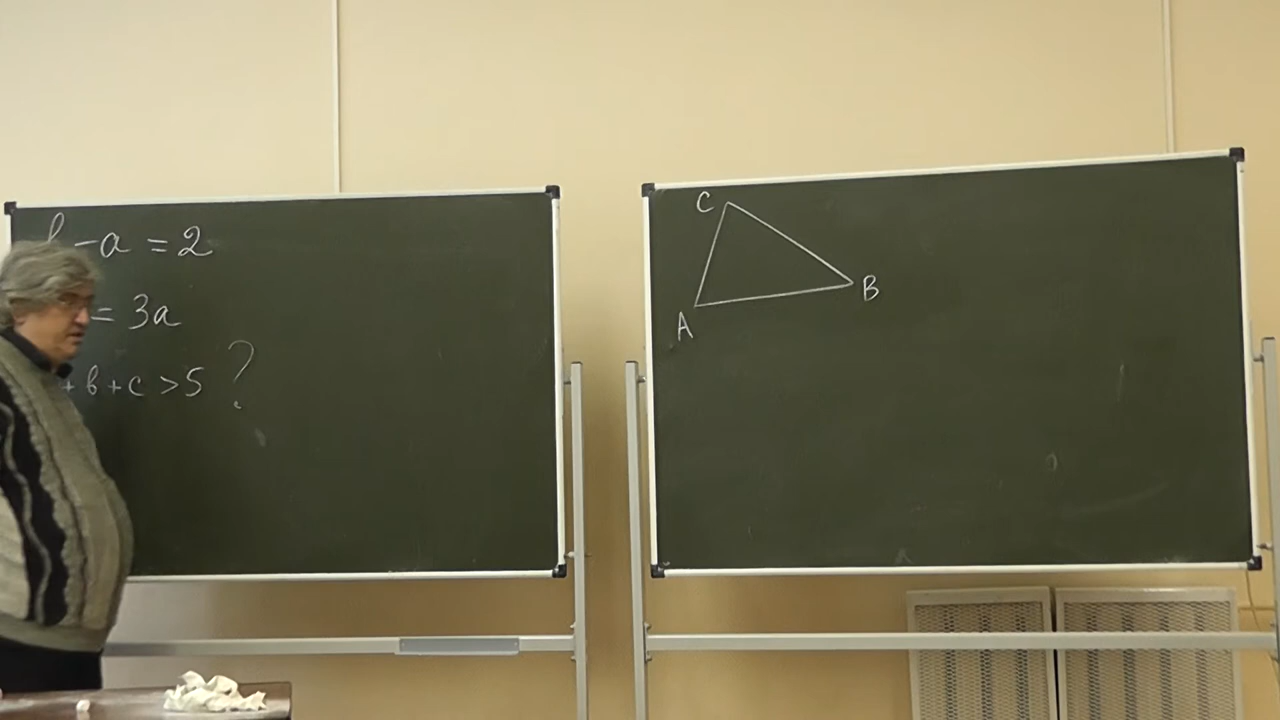 b - a = 2
= 3a
+ b + c > 5 ?
C
B
A